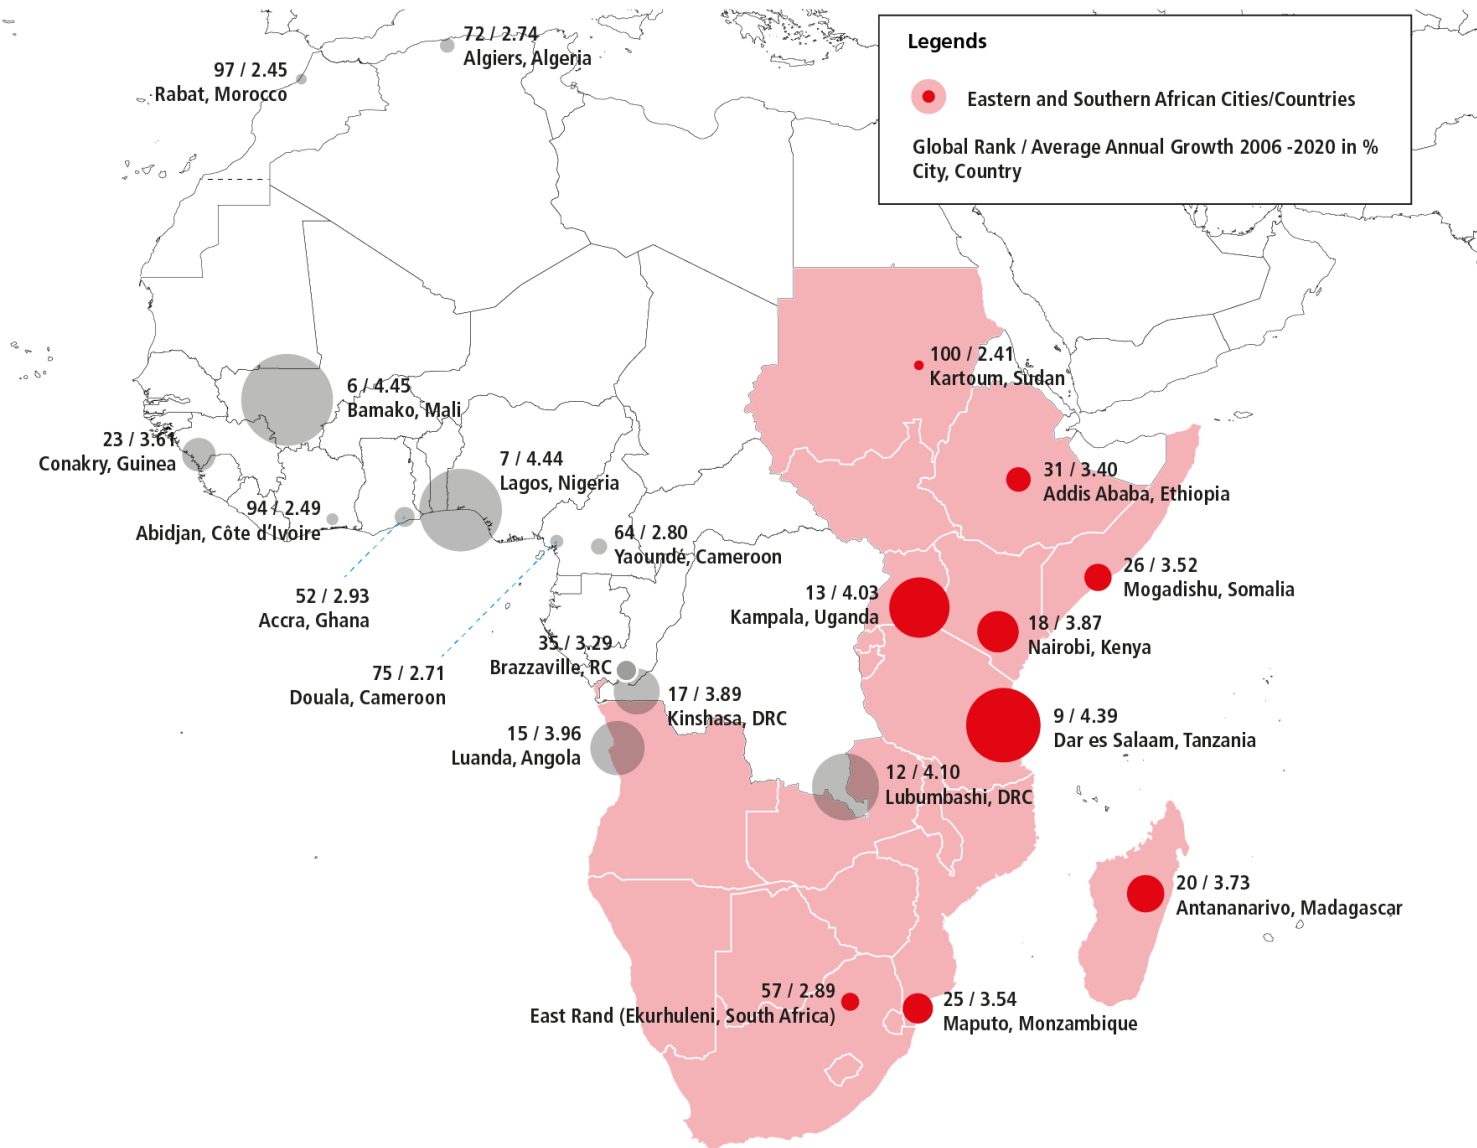 72 / 2.74
Algiers, Algeria
97 / 2.45
Rabat, Morocco
Legends
Eastern and Southern African Cities/Countries
Global Rank / Average Annual Growth 2006 -2020 in %
City, Country
100 / 2.41
Kartoum, Sudan
6 / 4.45
Bamako, Mali
23 / 3.61
Conakry, Guinea
7 / 4.44
Lagos, Nigeria
31 / 3.40
Addis Ababa, Ethiopia
94 / 2.49
Abidjan, Côte d'Ivoire
64 / 2.80
Yaoundé, Cameroon
26 / 3.52
Mogadishu, Somalia
52 / 2.93
Accra, Ghana
13 / 4.03
Kampala, Uganda
18 / 3.87
Nairobi, Kenya
35 / 3.29
Brazzaville, RC
75 / 2.71
Douala, Cameroon
17 / 3.89
Kinshasa, DRC
9 / 4.39
Dar es Salaam, Tanzania
15 / 3.96
Luanda, Angola
12 / 4.10
Lubumbashi, DRC
20 / 3.73
Antananarivo, Madagascar
57 / 2.89
East Rand (Ekurhuleni, South Africa)
25 / 3.54
Maputo, Monzambique